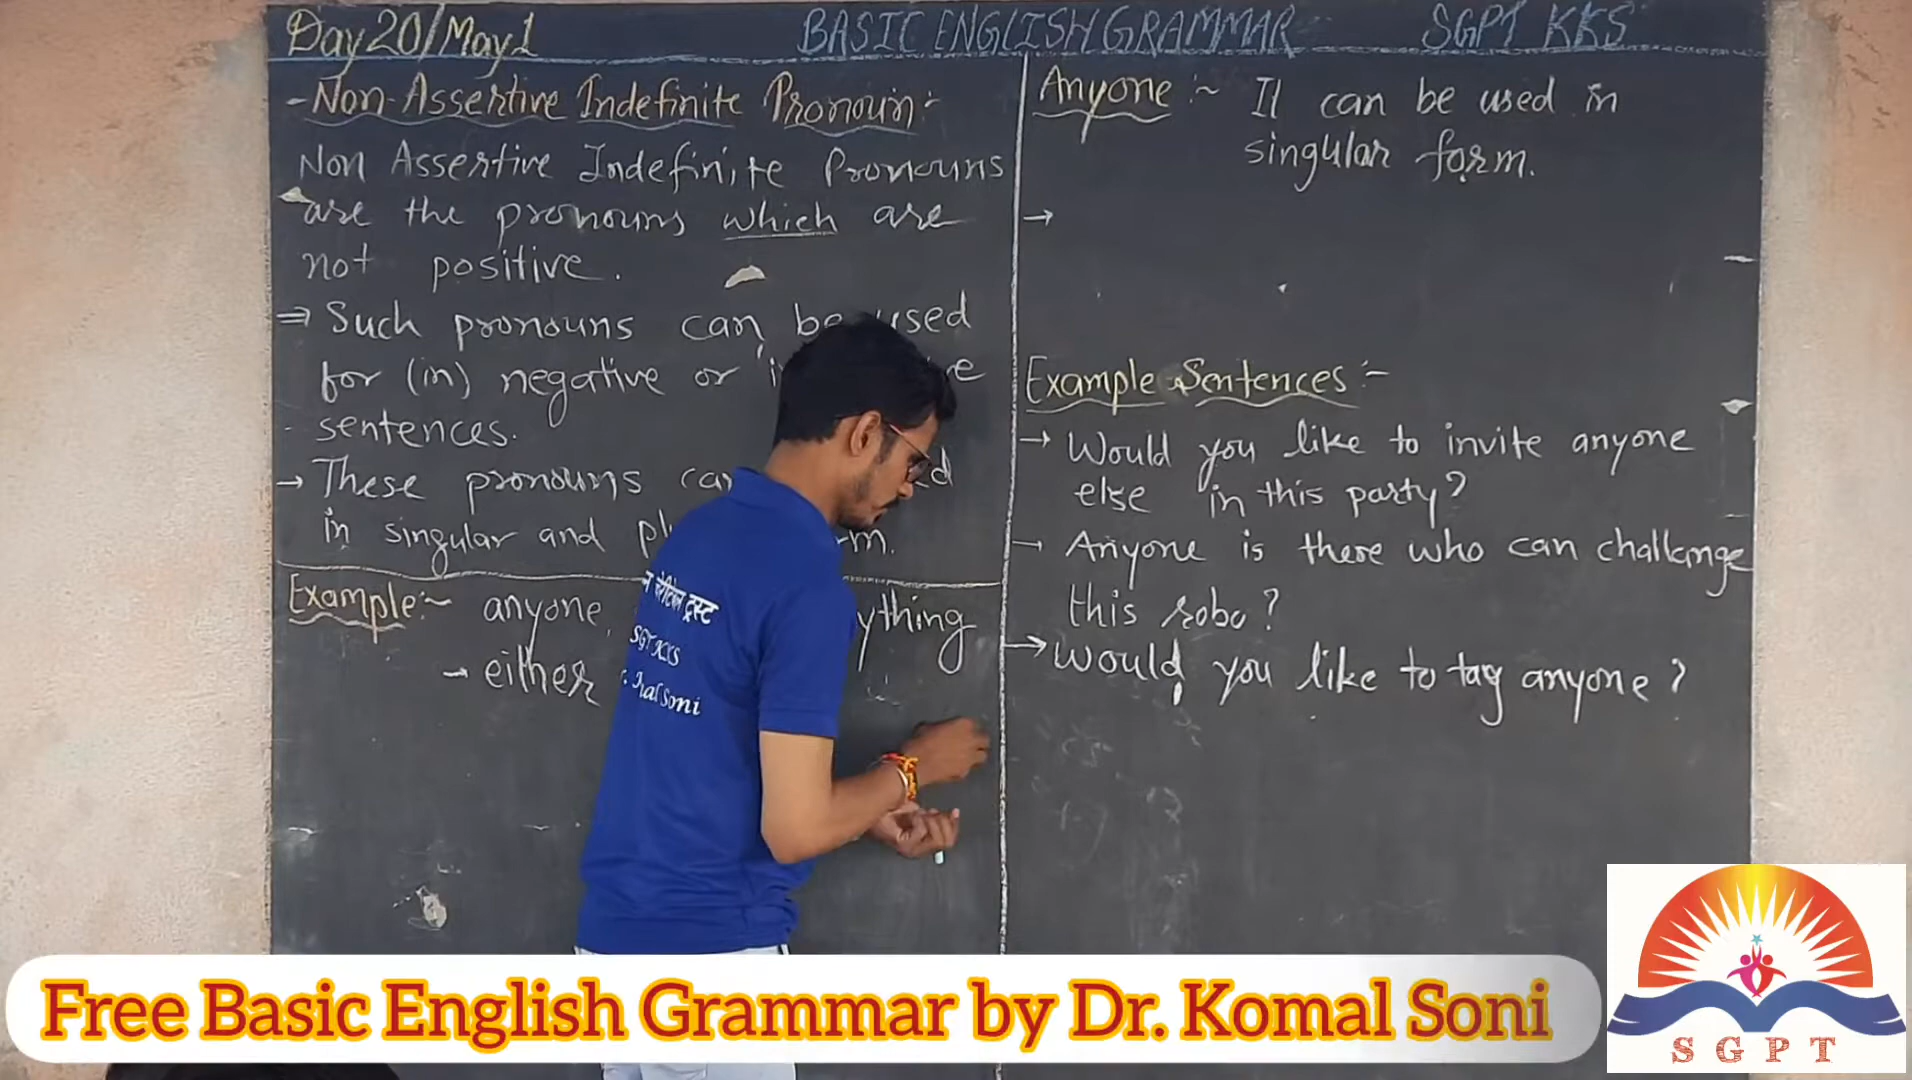 Day 20/May 1
BASIC ENGLISH GRAMMAR
SGPT KKS
- Non-Assertive Indefinite Pronoun:-
Non Assertive Indefinite Pronouns
are the pronouns which are
not positive.
⇒ Such pronouns can be used
for (in) negative or
sentences.
→ These pronouns
in singular and
Example:- anyone,
→ either
Anyone :- It can be used in
singular form.
→
Example Sentences :-
→ Would you like to invite anyone
else in this party?
→ Anyone is there who can challenge
this robo?
→ Would you like to tag anyone?
ट्रस्ट
Soni
Free Basic English Grammar by Dr. Komal Soni
SGPT